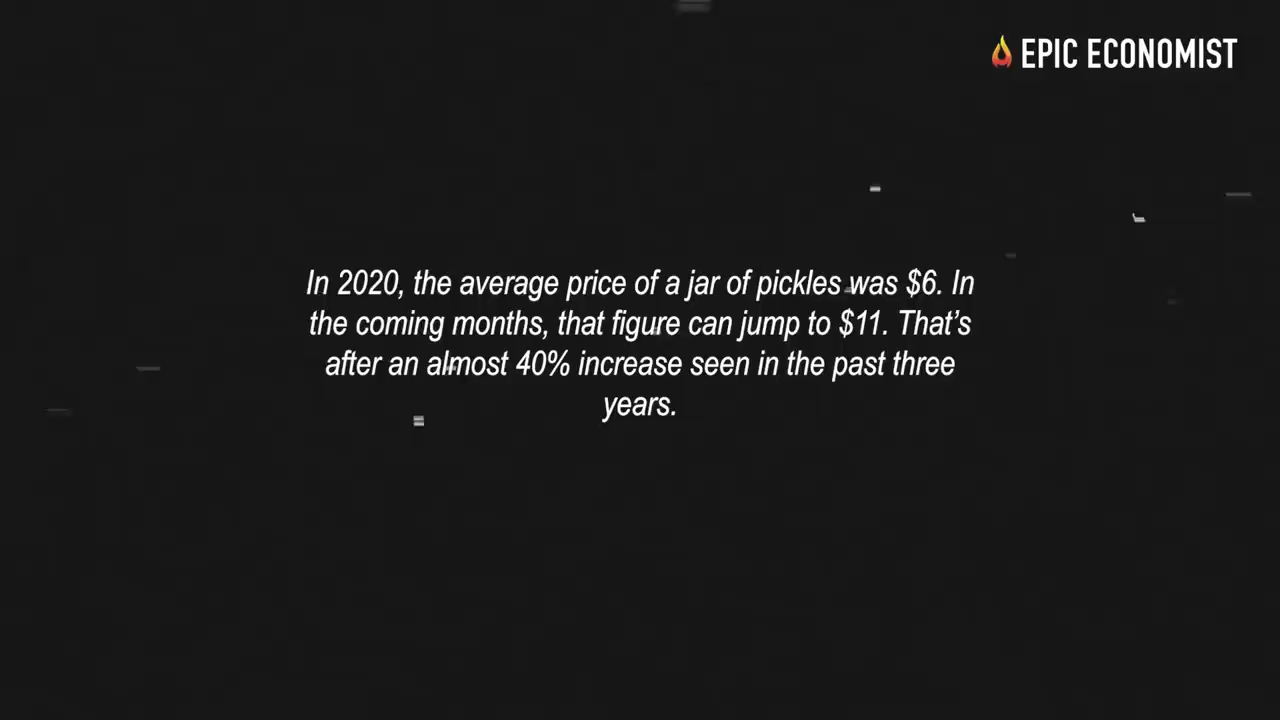 EPIC ECONOMIST
In 2020, the average price of a jar of pickles was $6. In
the coming months, that figure can jump to $11. That's
after an almost 40% increase seen in the past three
years.